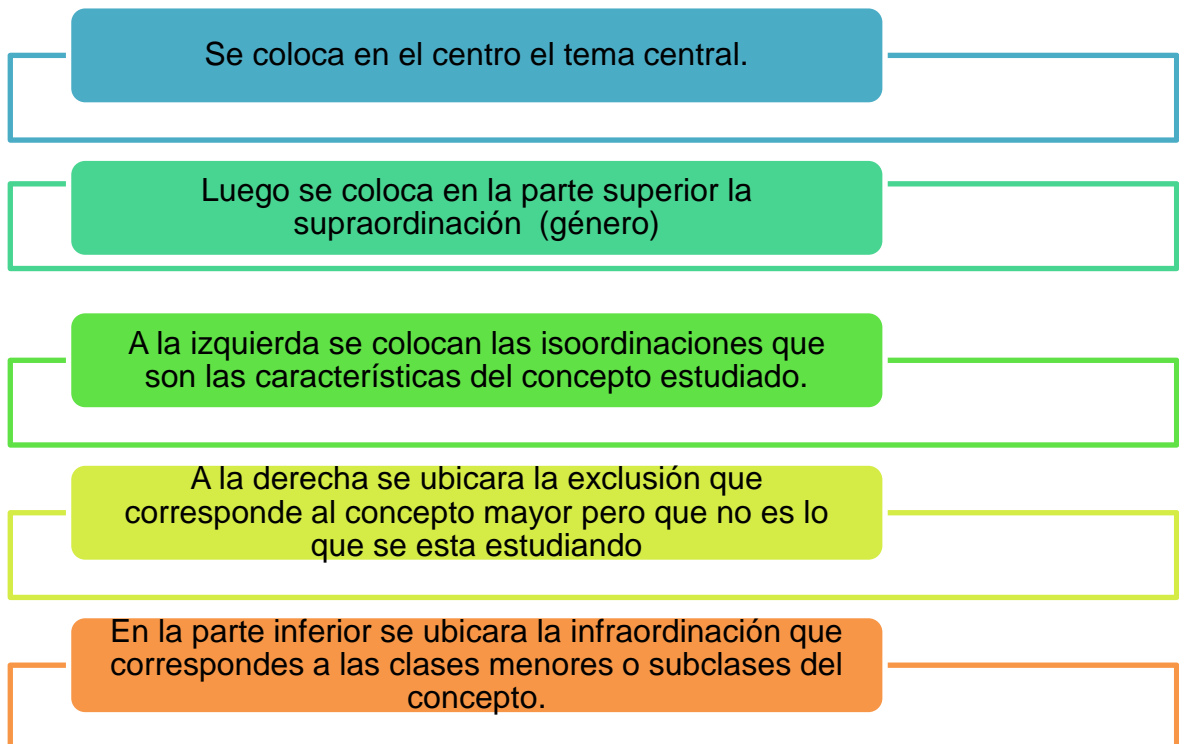 Se coloca en el centro el tema central.
Luego se coloca en la parte superior la
supraordinación  (género)
A la izquierda se colocan las isoordinaciones que
son las características del concepto estudiado.
A la derecha se ubicara la exclusión que
corresponde al concepto mayor pero que no es lo
que se esta estudiando
En la parte inferior se ubicara la infraordinación que
correspondes a las clases menores o subclases del
concepto.